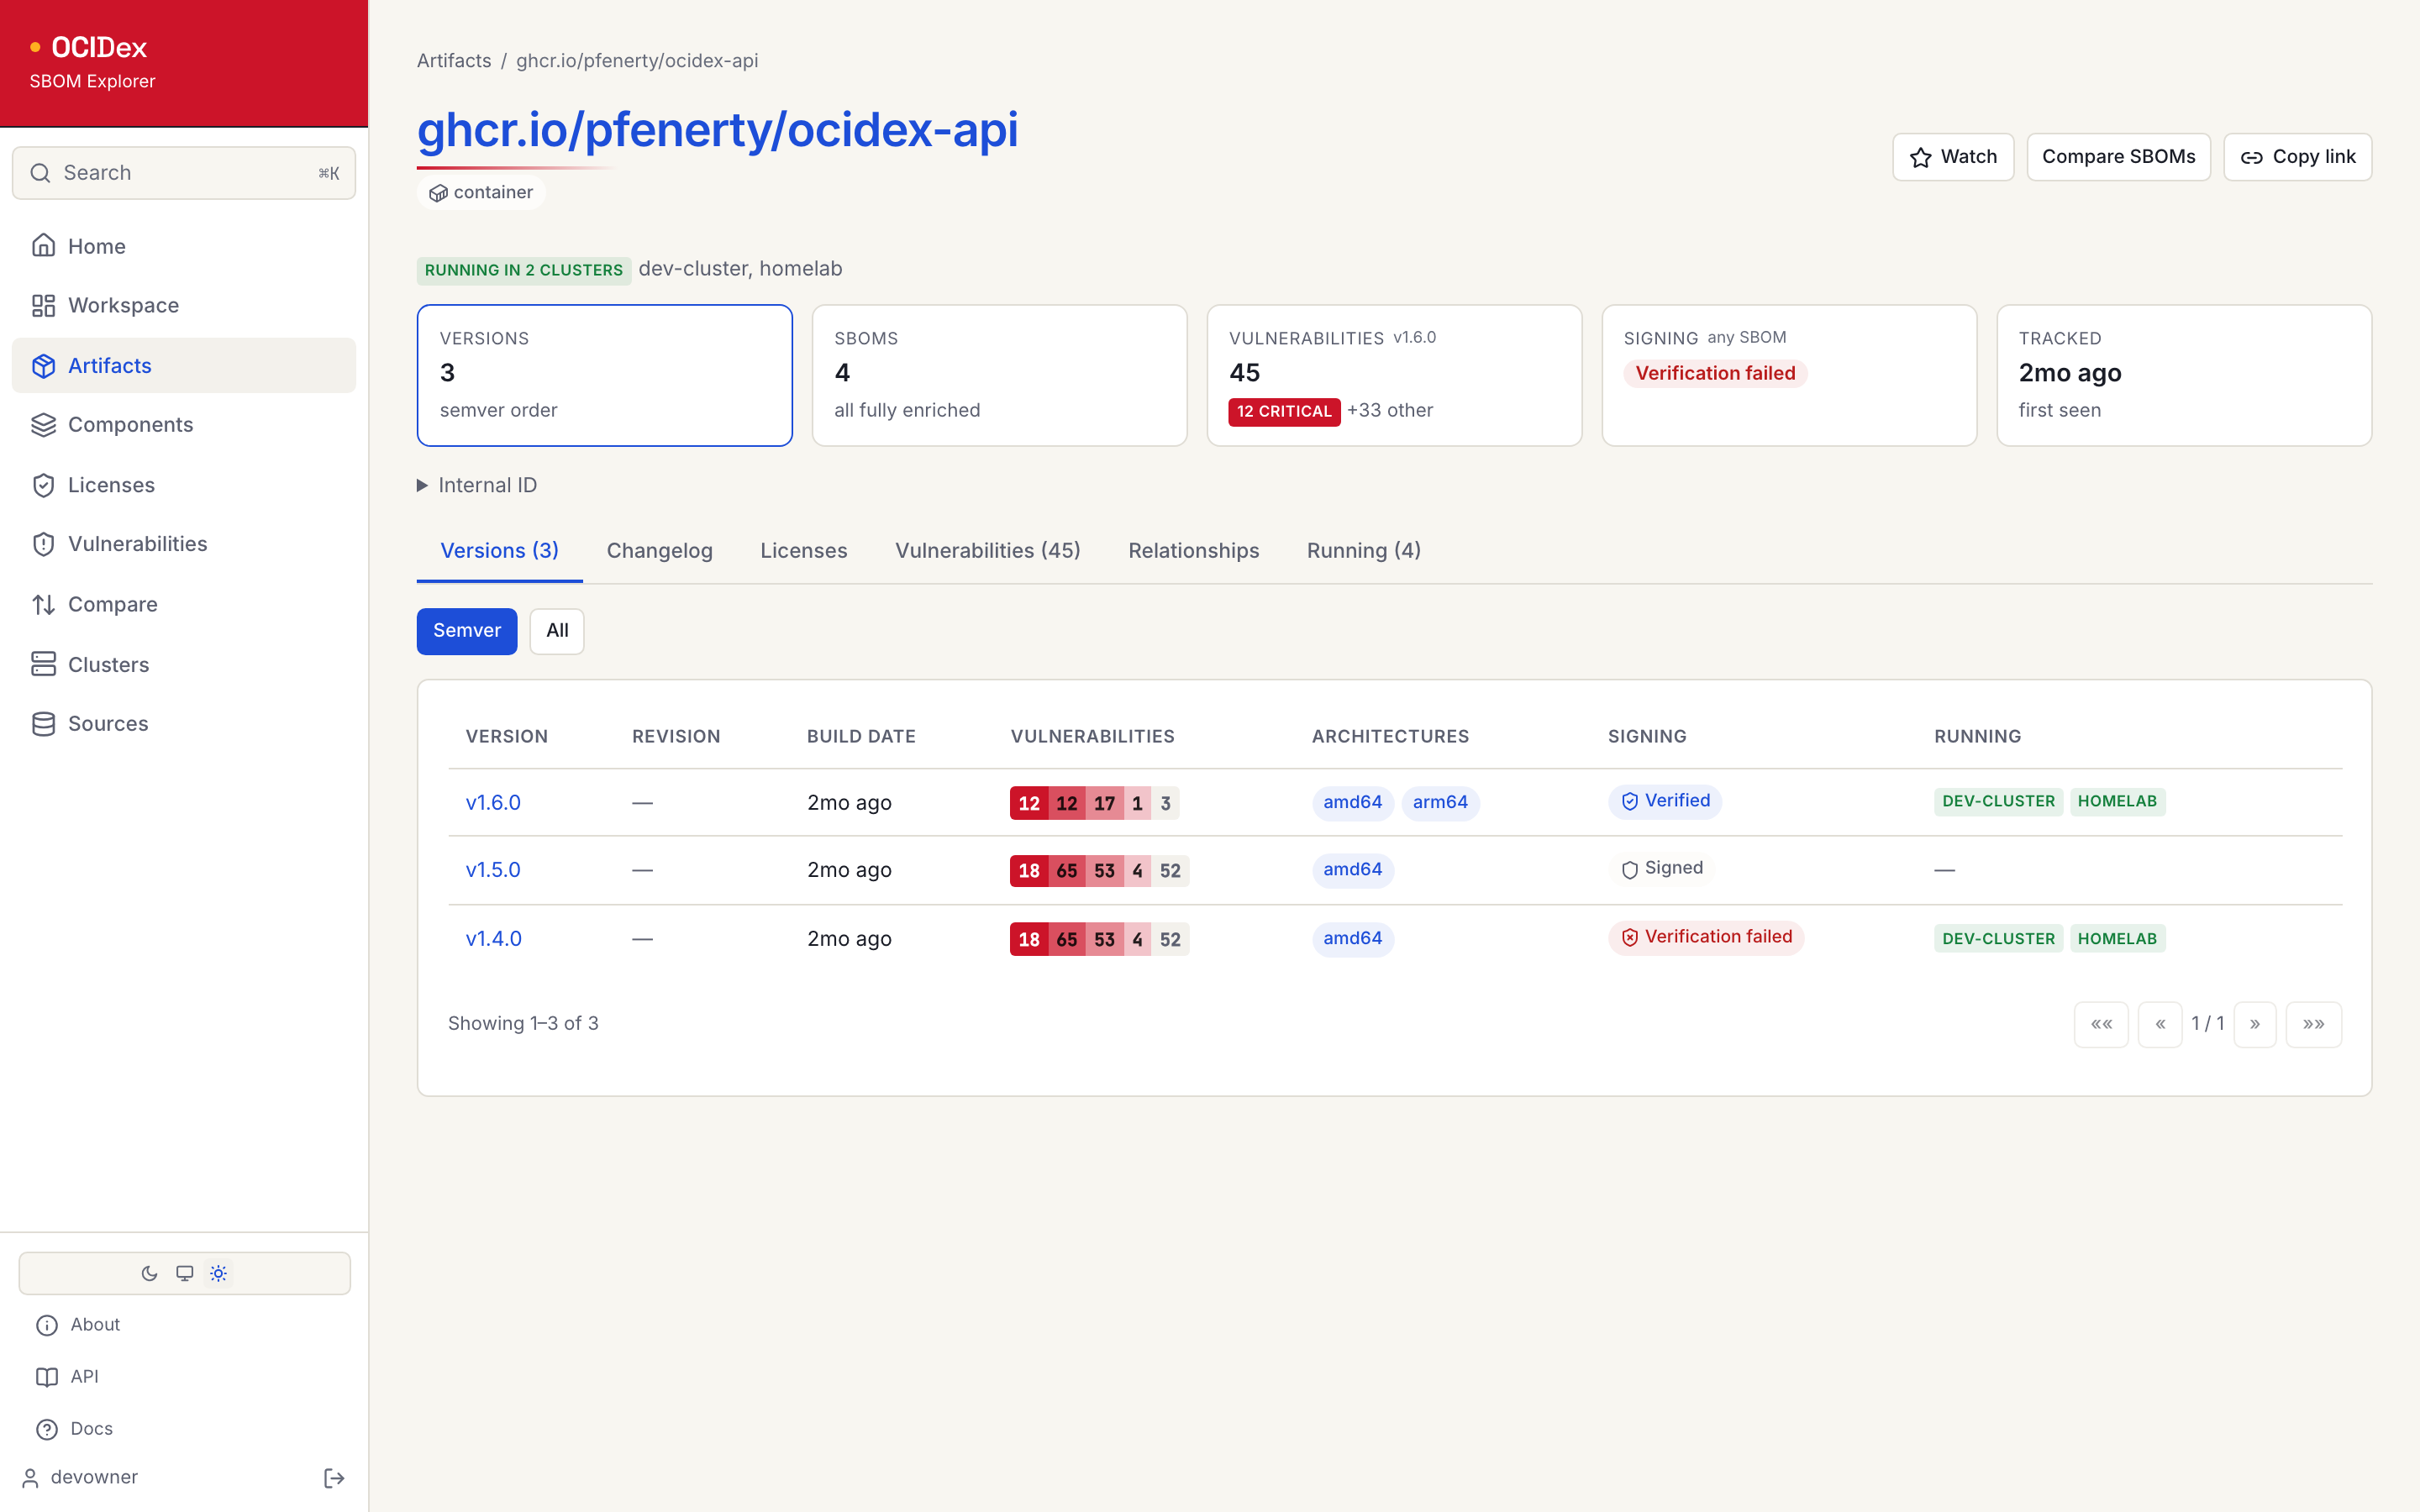 OCIDex
SBOM Explorer
Search ⌘K
Home
Workspace
Artifacts
Components
Licenses
Vulnerabilities
Compare
Clusters
Sources
About
API
Docs
devowner
Artifacts / ghcr.io/pfenerty/ocidex-api
ghcr.io/pfenerty/ocidex-api
container
Watch
Compare SBOMs
Copy link
RUNNING IN 2 CLUSTERS dev-cluster, homelab
VERSIONS
3
semver order
SBOMS
4
all fully enriched
VULNERABILITIES v1.6.0
45
12 CRITICAL +33 other
SIGNING any SBOM
Verification failed
TRACKED
2mo ago
first seen
Internal ID
Versions (3) Changelog Licenses Vulnerabilities (45) Relationships Running (4)
Semver All
VERSION REVISION BUILD DATE VULNERABILITIES ARCHITECTURES SIGNING RUNNING
v1.6.0 — 2mo ago 12 12 17 1 3 amd64 arm64 Verified DEV-CLUSTER HOMELAB
v1.5.0 — 2mo ago 18 65 53 4 52 amd64 Signed —
v1.4.0 — 2mo ago 18 65 53 4 52 amd64 Verification failed DEV-CLUSTER HOMELAB
Showing 1–3 of 3 «« « 1 / 1 » »»